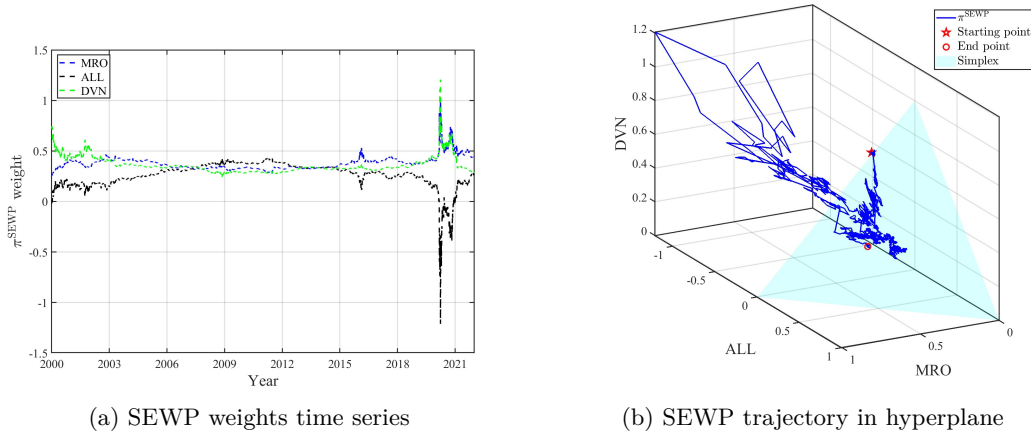 1.5
MRO
ALL
DVN
1
0.5
0
-0.5
-1
-1.5
π^SEWP weight
2000 2003 2006 2009 2012 2015 2018 2021
Year
(a) SEWP weights time series
π^SEWP
Starting point
End point
Simplex
1.2
1
0.8
0.6
0.4
0.2
0
DVN
-1
-0.5
0
0.5
1
ALL
1
0.5
0
MRO
(b) SEWP trajectory in hyperplane